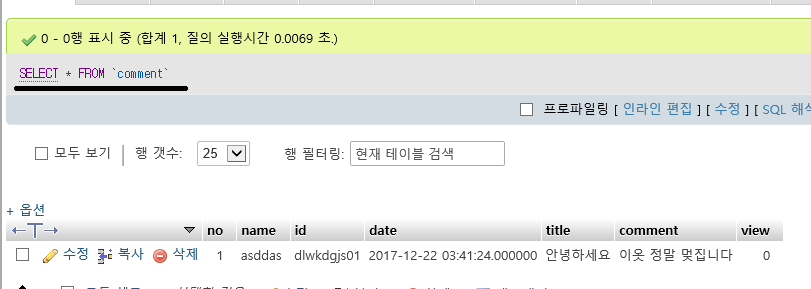 0 - 0행 표시 중 (합계 1, 질의 실행시간 0.0069 초.)
SELECT * FROM `comment`
프로파일링 [ 인라인 편집 ] [ 수정 ] [ SQL 해석
모두 보기 | 행 갯수: 25 행 필터링: 현재 테이블 검색
+ 옵션
←T→ no name id date title comment view
수정 복사 삭제 1 asddas dlwkdgjs01 2017-12-22 03:41:24.000000 안녕하세요 이옷 정말 멎집니다 0